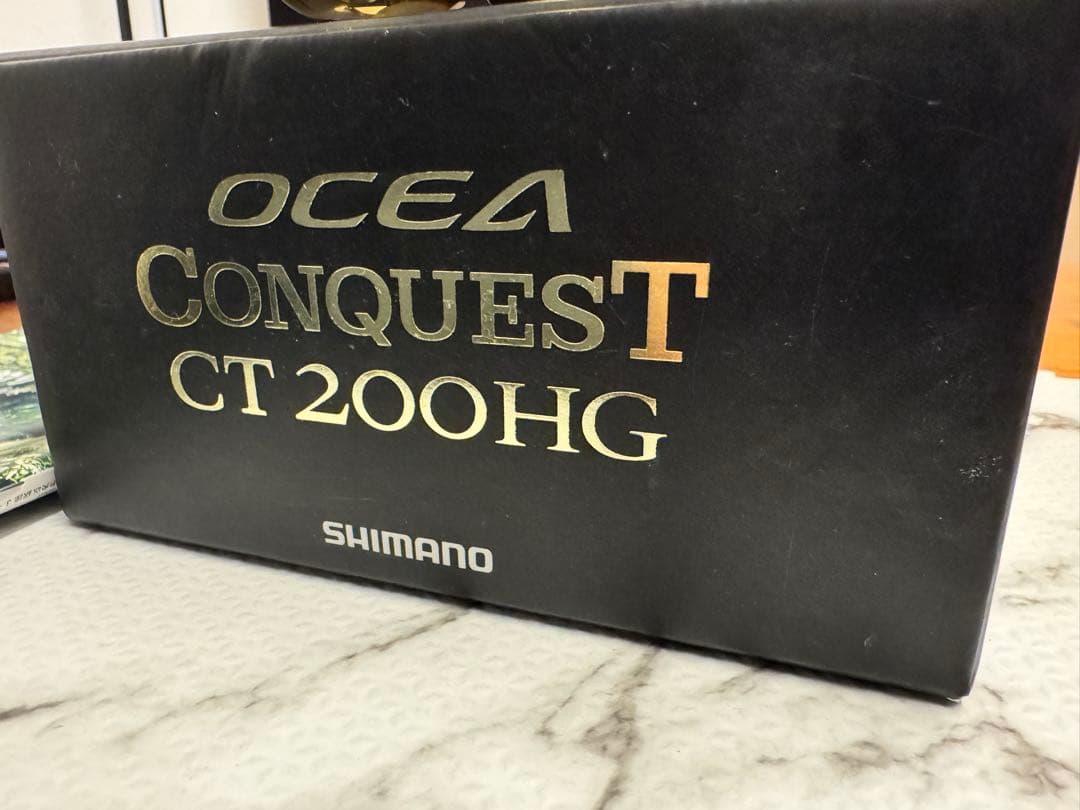 OCEA
CONQUEST
CT 200HG
SHIMANO